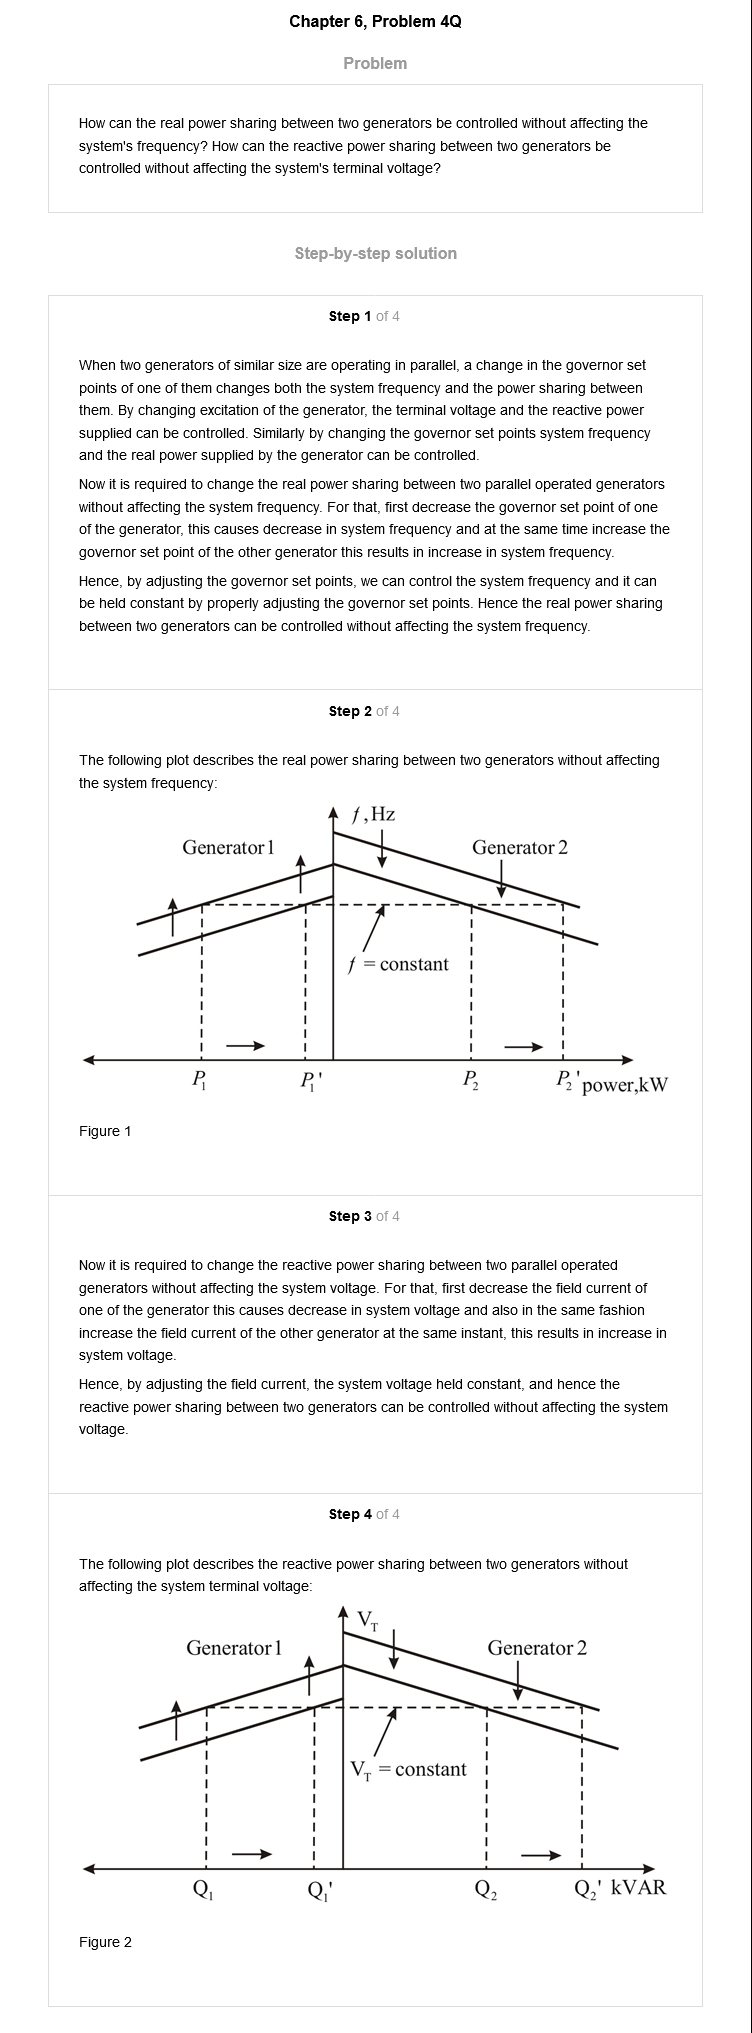 Chapter 6, Problem 4Q
Problem
How can the real power sharing between two generators be controlled without affecting the
system's frequency? How can the reactive power sharing between two generators be
controlled without affecting the system's terminal voltage?
Step-by-step solution
Step 1 of 4
When two generators of similar size are operating in parallel, a change in the governor set
points of one of them changes both the system frequency and the power sharing between
them. By changing excitation of the generator, the terminal voltage and the reactive power
supplied can be controlled. Similarly by changing the governor set points system frequency
and the real power supplied by the generator can be controlled.
Now it is required to change the real power sharing between two parallel operated generators
without affecting the system frequency. For that, first decrease the governor set point of one
of the generator, this causes decrease in system frequency and at the same time increase the
governor set point of the other generator this results in increase in system frequency.
Hence, by adjusting the governor set points, we can control the system frequency and it can
be held constant by properly adjusting the governor set points. Hence the real power sharing
between two generators can be controlled without affecting the system frequency.
Step 2 of 4
The following plot describes the real power sharing between two generators without affecting
the system frequency:
f,Hz
Generator 1
Generator 2
f = constant
P₁
P₁'
P₂
P₂'
power,kW
Figure 1
Step 3 of 4
Now it is required to change the reactive power sharing between two parallel operated
generators without affecting the system voltage. For that, first decrease the field current of
one of the generator this causes decrease in system voltage and also in the same fashion
increase the field current of the other generator at the same instant, this results in increase in
system voltage.
Hence, by adjusting the field current, the system voltage held constant, and hence the
reactive power sharing between two generators can be controlled without affecting the system
voltage.
Step 4 of 4
The following plot describes the reactive power sharing between two generators without
affecting the system terminal voltage:
V_T
Generator 1
Generator 2
V_T = constant
Q₁
Q₁'
Q₂
Q₂'
kVAR
Figure 2